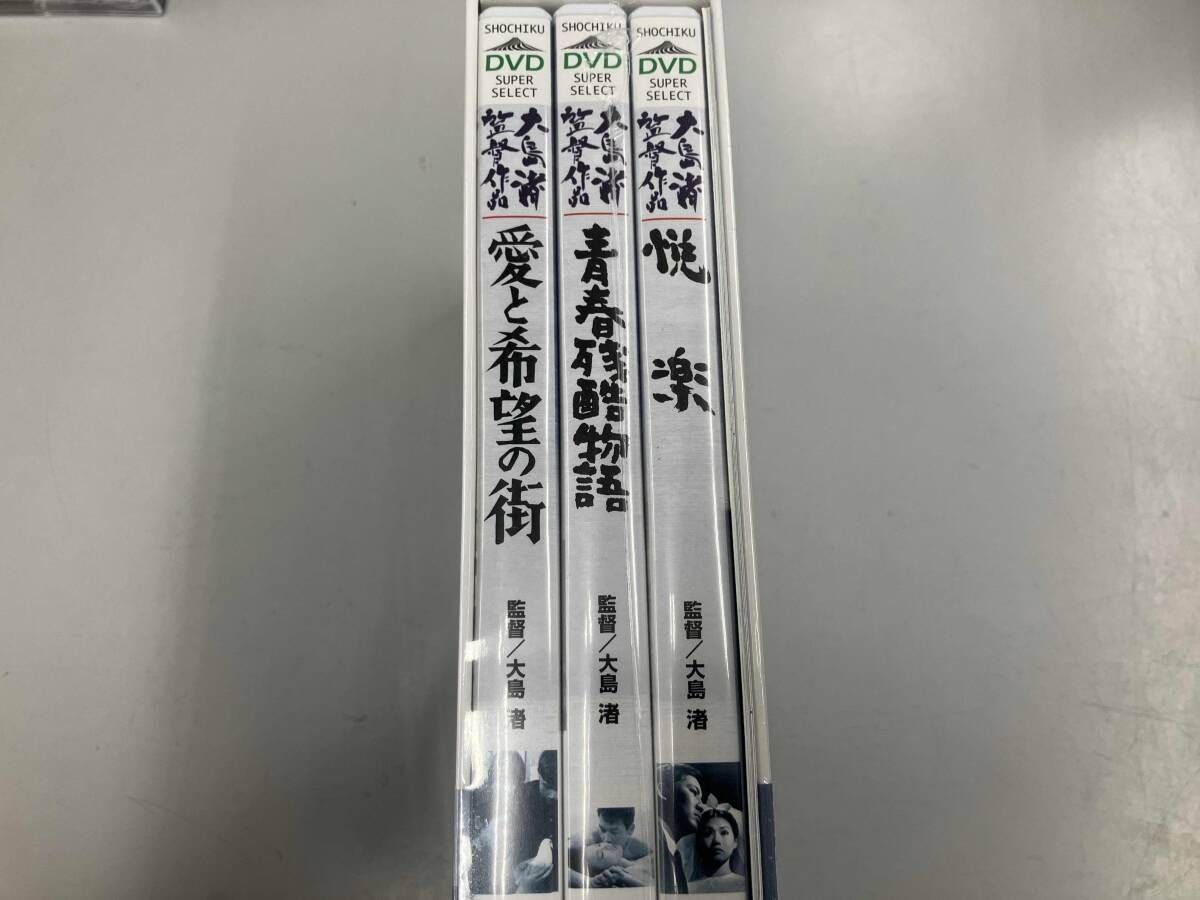 SHOCHIKU
DVD
SUPER
SELECT
大島渚
監督作品
愛と希望の街
監督/大島 渚
SHOCHIKU
DVD
SUPER
SELECT
大島渚
監督作品
青春残酷物語
監督/大島 渚
SHOCHIKU
DVD
SUPER
SELECT
大島渚
監督作品
悦楽
監督/大島 渚